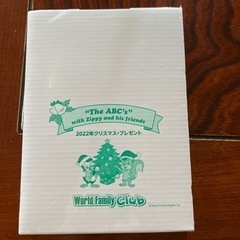 "The ABC's"
with Zippy and his friends
2022年クリスマス・プレゼント
World Family Club